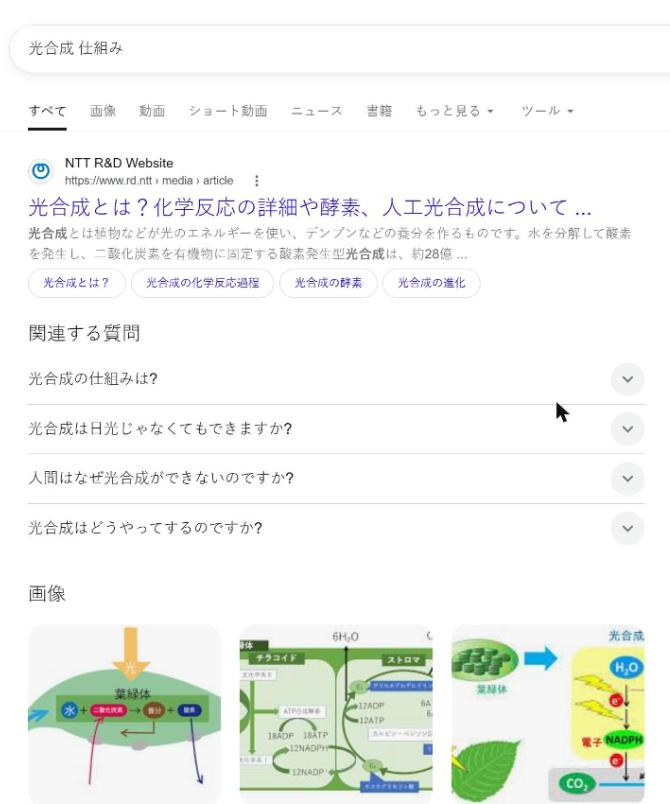 光合成 仕組み
すべて 画像 動画 ショート動画 ニュース 書籍 もっと見る ツール
NTT R&D Website
https://www.rd.ntt › media › article
光合成とは？化学反応の詳細や酵素、人工光合成について ...
光合成とは植物などが光のエネルギーを使い、デンプンなどの養分を作るものです。水を分解して酸素
を発生し、二酸化炭素を有機物に固定する酸素発生型光合成は、約28億 ...
光合成とは？ 光合成の化学反応過程 光合成の酵素 光合成の進化
関連する質問
光合成の仕組みは?
光合成は日光じゃなくてもできますか?
人間はなぜ光合成ができないのですか?
光合成はどうやってするのですか?
画像
光
葉緑体
水 + 二酸化炭素 → 養分 + 酸素
6H₂O
チラコイド
ストロマ
ATP合成酵素
18ADP 18ATP
12NADPH
12NADP⁺
12ADP
12ATP
光合成
葉緑体
H₂O
e⁻
電子 NADPH
e⁻
CO₂